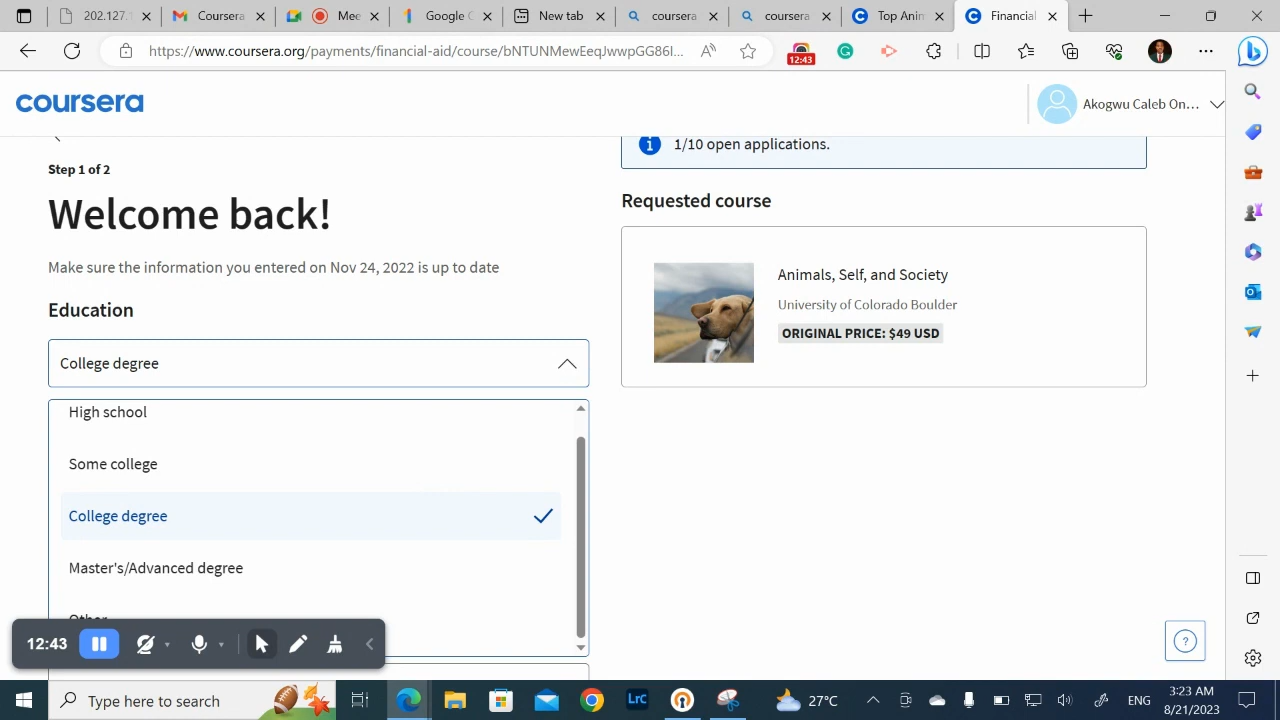 202.127.1
Coursera
Mee
Google C
New tab
coursera
coursera
Top Anin
Financial
https://www.coursera.org/payments/financial-aid/course/bNTUNMewEeqJwwpGG86I...
12:43
coursera
Akogwu Caleb On...
1/10 open applications.
Step 1 of 2
Welcome back!
Requested course
Make sure the information you entered on Nov 24, 2022 is up to date
Animals, Self, and Society
University of Colorado Boulder
ORIGINAL PRICE: $49 USD
Education
College degree
High school
Some college
College degree
Master's/Advanced degree
Other
12:43
Type here to search
LrC
27°C
ENG
3:23 AM
8/21/2023